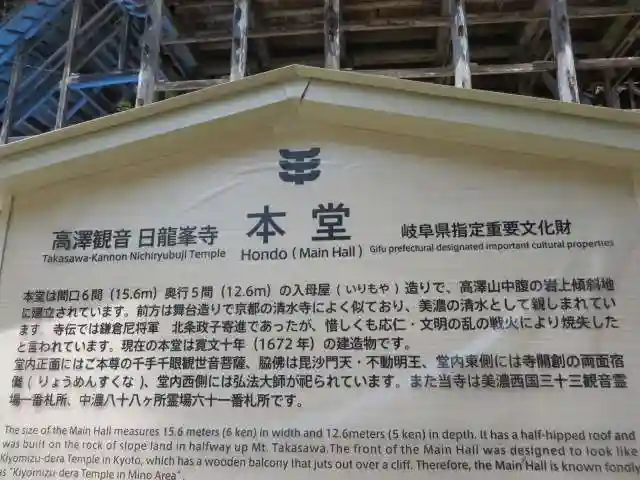 高澤観音 日龍峯寺
Takasawa-Kannon Nichiryubuji Temple
本堂
Hondo (Main Hall)
岐阜県指定重要文化財
Gifu prefectural designated important cultural properties
本堂は間口6間 (15.6m) 奥行5間 (12.6m) の入母屋 (いりもや) 造りで、高澤山中腹の岩上傾斜地
に建立されています。前方は舞台造りで京都の清水寺によく似ており、美濃の清水として親しまれていま
す。寺伝では鎌倉尼将軍 北条政子寄進であったが、惜しくも応仁・文明の乱の戦火により焼失した
と言われています。現在の本堂は寛文十年 (1672 年) の建造物です。
堂内正面にはご本尊の千手千眼観世音菩薩、脇佛は毘沙門天・不動明王、堂内東側には寺開創の両面宿
儺 (りょうめんすくな)、堂内西側には弘法大師が祀られています。また当寺は美濃西国三十三観音霊
場一番札所、中濃八十八ヶ所霊場六十一番札所です。
The size of the Main Hall measures 15.6 meters (6 ken) in width and 12.6meters (5 ken) in depth. It has a half-hipped roof and
was built on the rock of slope land in halfway up Mt. Takasawa.The front of the Main Hall was designed to look like
"Kiyomizu-dera Temple in Kyoto, which has a wooden balcony that juts out over a cliff. Therefore, the Main Hall is known fondly
as "Kiyomizu-dera Temple in Mino Area".